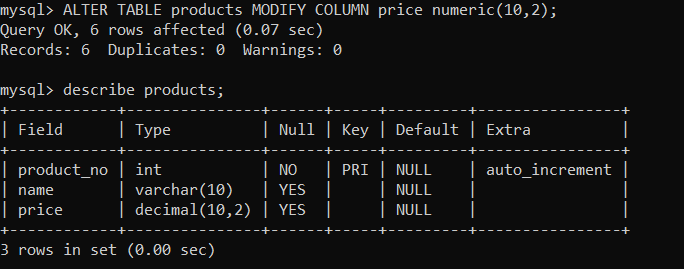 mysql> ALTER TABLE products MODIFY COLUMN price numeric(10,2);
Query OK, 6 rows affected (0.07 sec)
Records: 6  Duplicates: 0  Warnings: 0

mysql> describe products;
+------------+---------------+------+-----+---------+----------------+
| Field      | Type          | Null | Key | Default | Extra          |
+------------+---------------+------+-----+---------+----------------+
| product_no | int           | NO   | PRI | NULL    | auto_increment |
| name       | varchar(10)   | YES  |     | NULL    |                |
| price      | decimal(10,2) | YES  |     | NULL    |                |
+------------+---------------+------+-----+---------+----------------+
3 rows in set (0.00 sec)